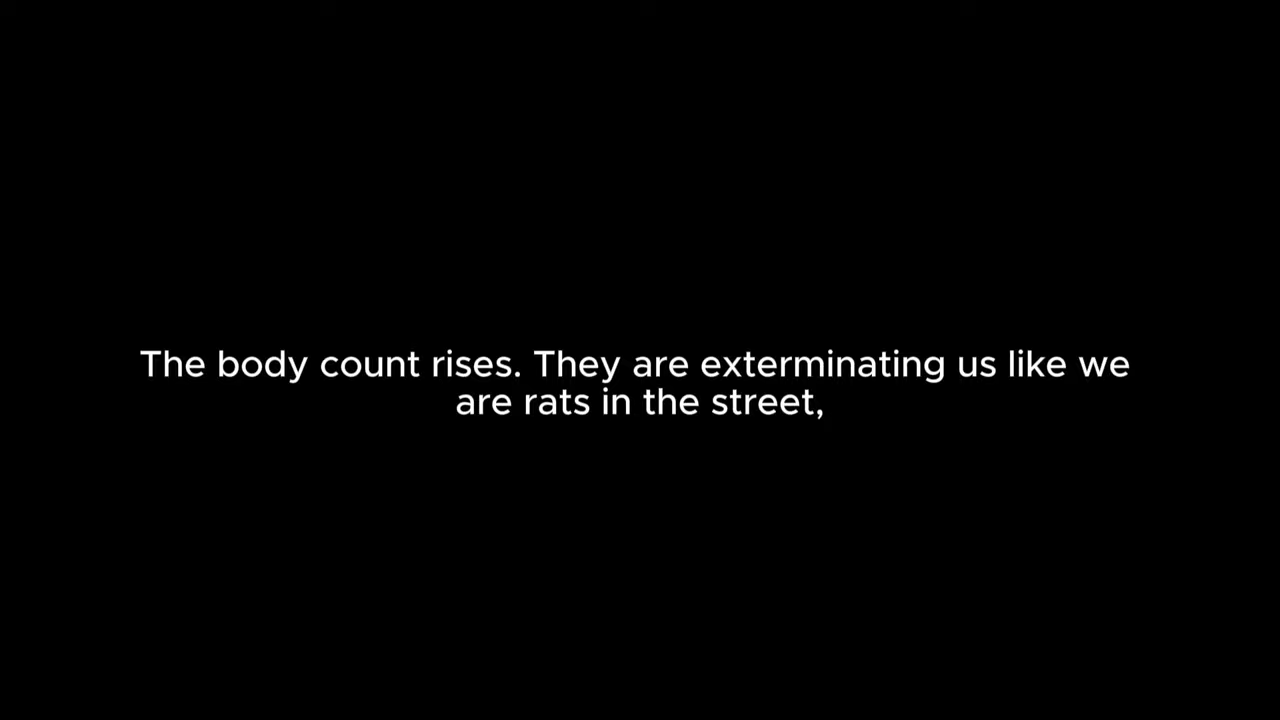 The body count rises. They are exterminating us like we
are rats in the street,